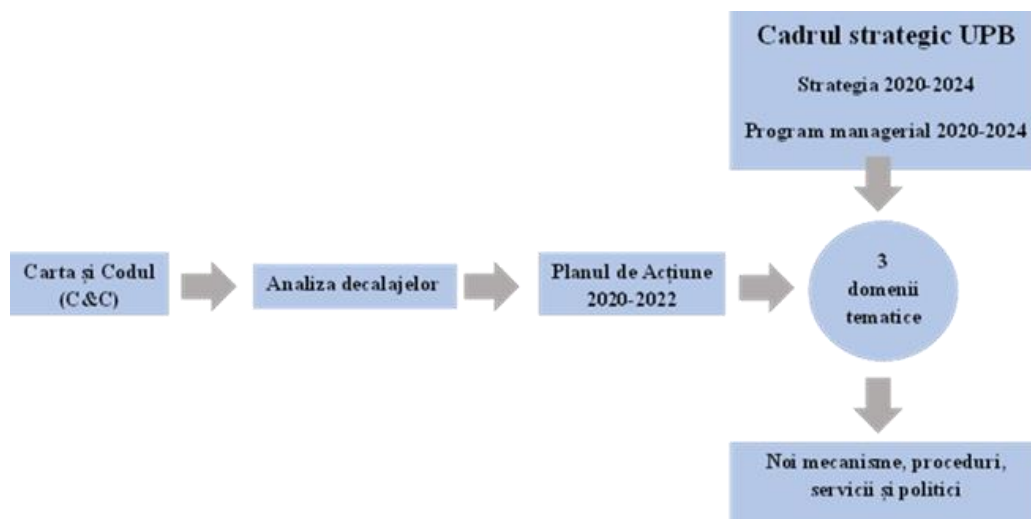 Cadrul strategic UPB
Strategia 2020-2024
Program managerial 2020-2024
Carta și Codul
(C&C)
Analiza decalajelor
Planul de Acțiune
2020-2022
3
domenii
tematice
Noi mecanisme, proceduri,
servicii și politici